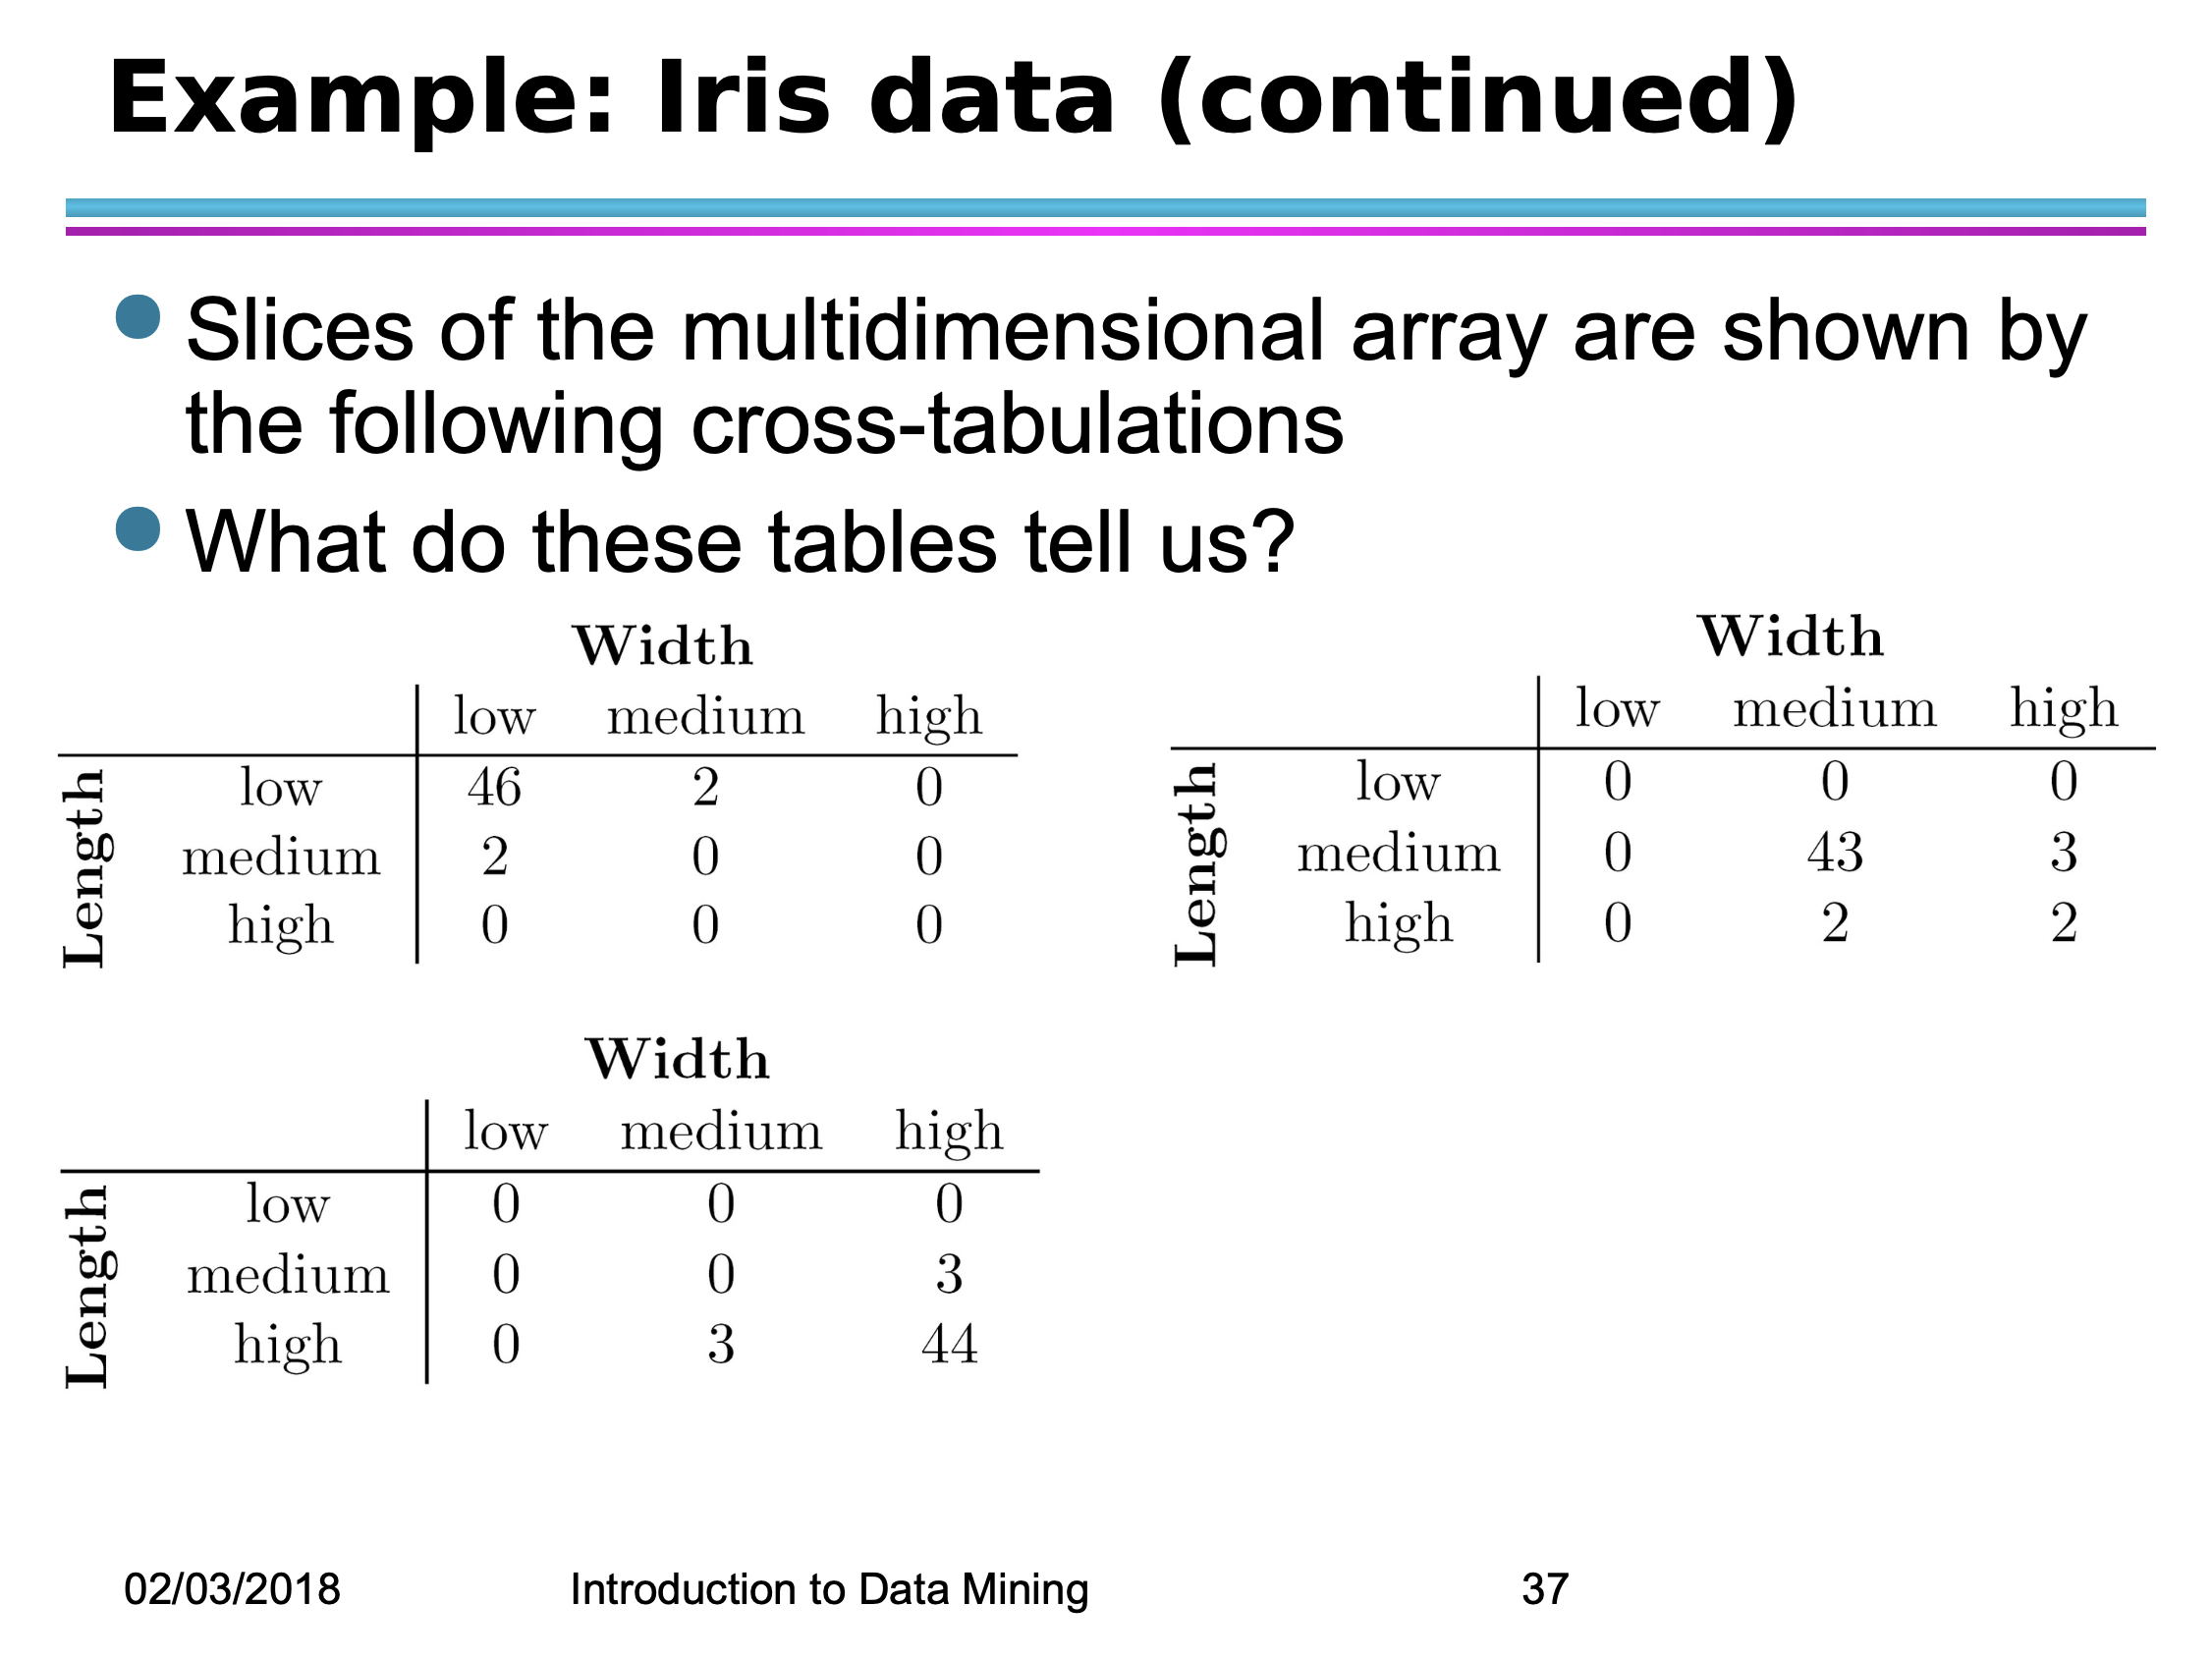 Example: Iris data (continued)
Slices of the multidimensional array are shown by
the following cross-tabulations
What do these tables tell us?
Width
low medium high
Length
low 46 2 0
medium 2 0 0
high 0 0 0
Width
low medium high
Length
low 0 0 0
medium 0 43 3
high 0 2 2
Width
low medium high
Length
low 0 0 0
medium 0 0 3
high 0 3 44
02/03/2018 Introduction to Data Mining 37